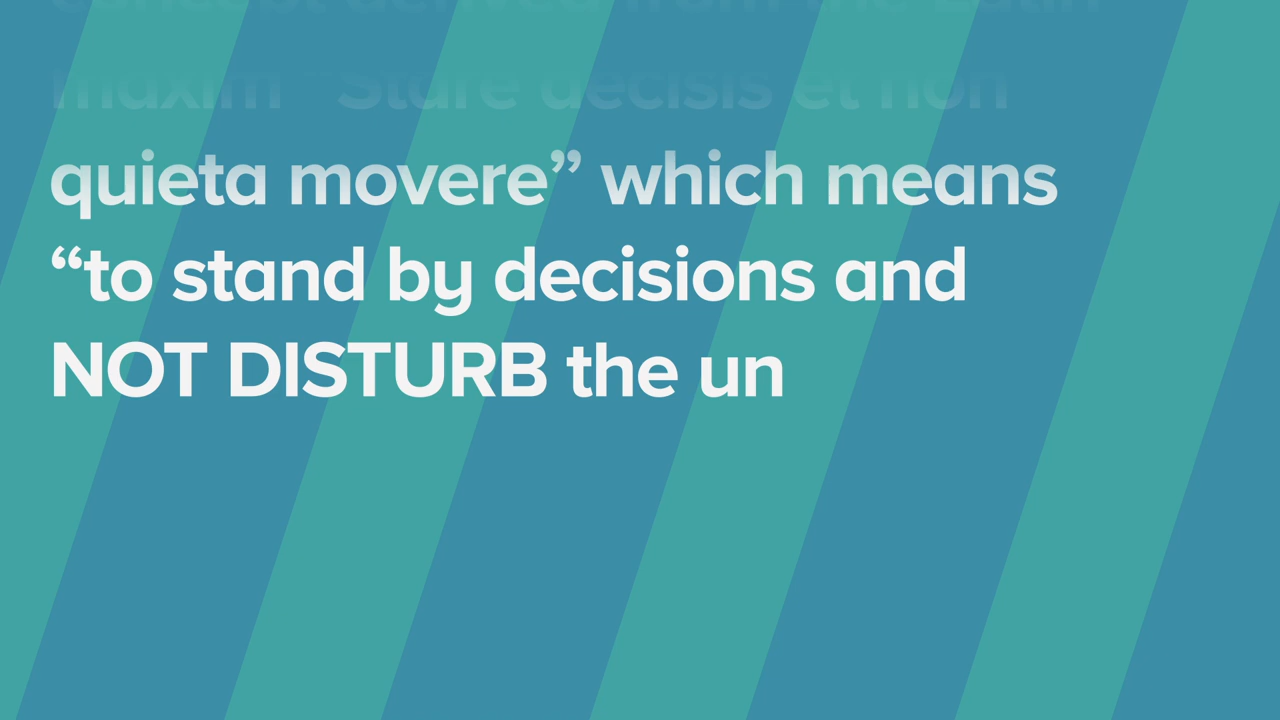 concept derived from the Latin
maxim “Stare decisis et non
quieta movere” which means
“to stand by decisions and
NOT DISTURB the un